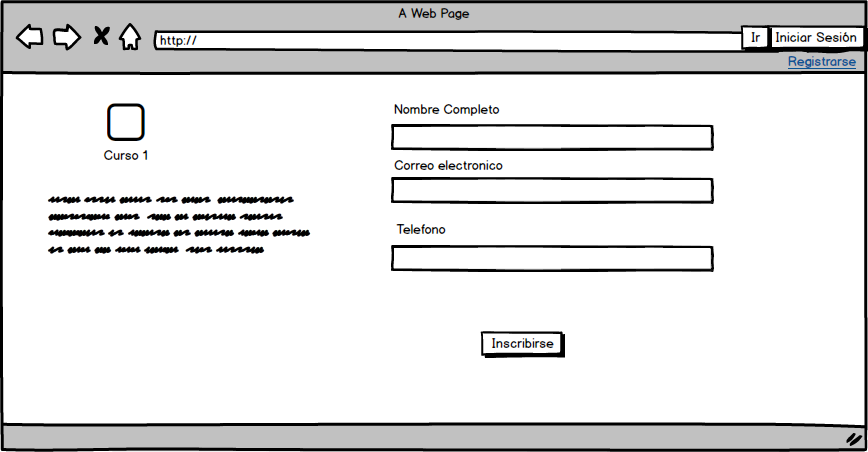 A Web Page
http://
Ir
Iniciar Sesión
Registrarse
Curso 1
Nombre Completo
Correo electronico
Telefono
Inscribirse